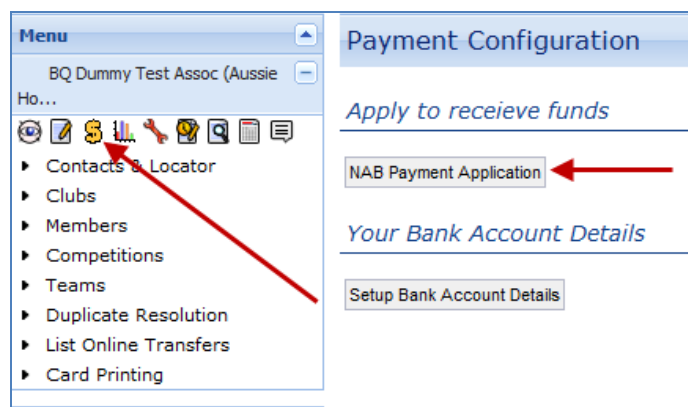 Menu
BQ Dummy Test Assoc (Aussie
Ho...
Contacts & Locator
Clubs
Members
Competitions
Teams
Duplicate Resolution
List Online Transfers
Card Printing
Payment Configuration
Apply to receieve funds
NAB Payment Application
Your Bank Account Details
Setup Bank Account Details